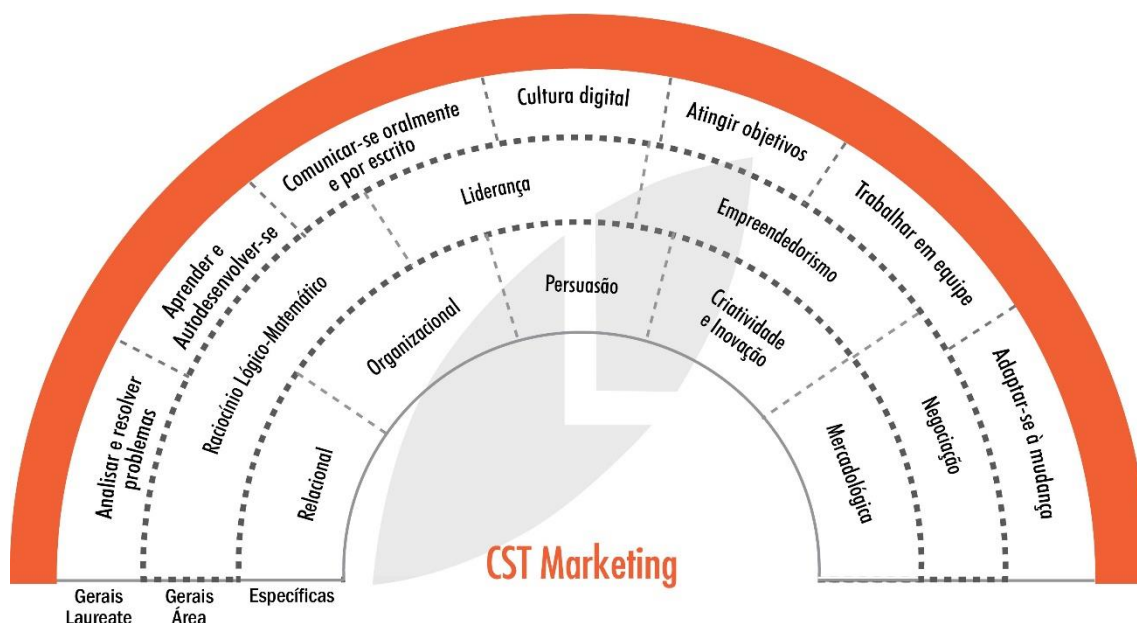 Analisar e resolver
problemas
Aprender e
Autodesenvolver-se
Comunicar-se oralmente
e por escrito
Cultura digital
Atingir objetivos
Trabalhar em equipe
Adaptar-se à mudança
Raciocínio Lógico-Matemático
Liderança
Empreendedorismo
Negociação
Relacional
Organizacional
Persuasão
Criatividade
e Inovação
Mercadológica
CST Marketing
Gerais
Laureate
Gerais
Área
Específicas